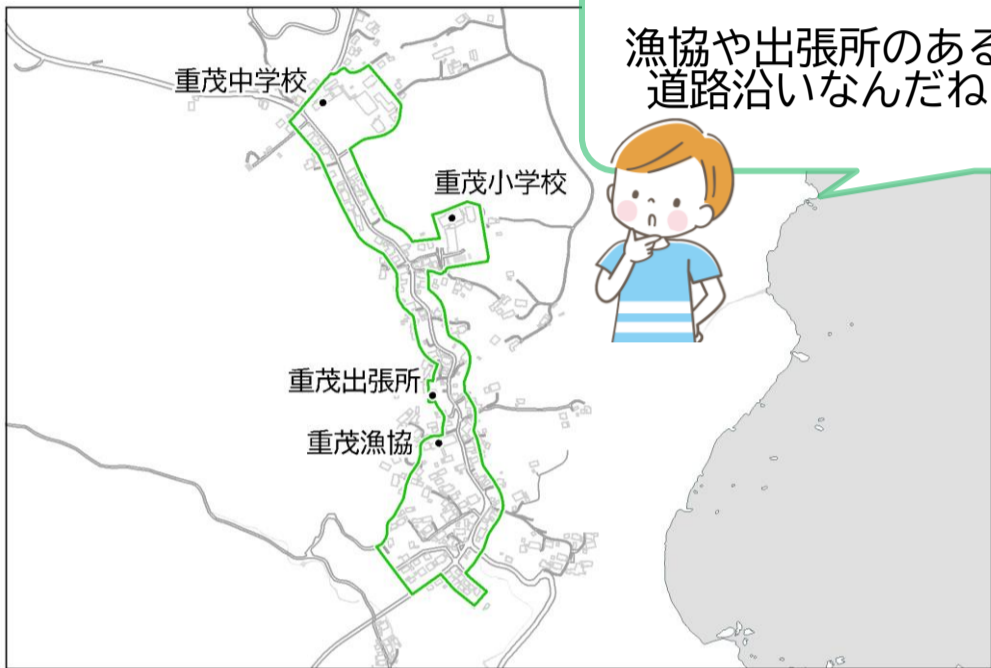 漁協や出張所のある
道路沿いなんだね
重茂中学校
重茂小学校
重茂出張所
重茂漁協